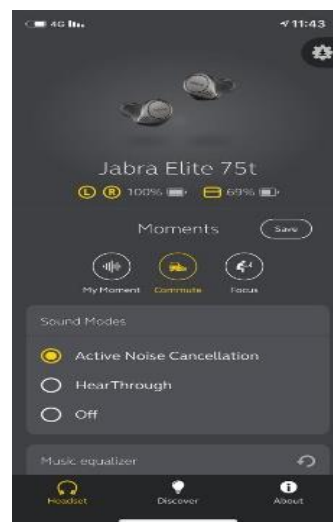 4G 11:43
Jabra Elite 75t
L R 100% 69%
Moments Save
My Moment Commute Focus
Sound Modes
Active Noise Cancellation
HearThrough
Off
Music equalizer
Headset Discover About